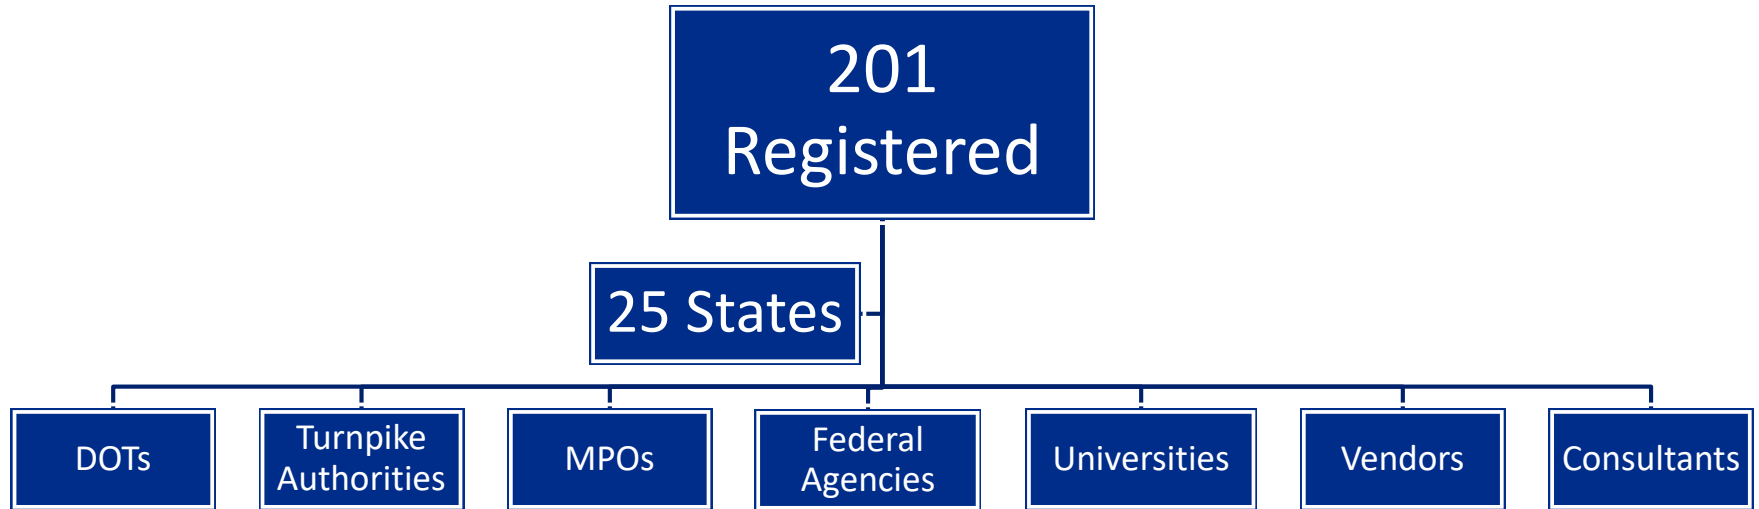 201
Registered
25 States
DOTs
Turnpike
Authorities
MPOs
Federal
Agencies
Universities
Vendors
Consultants